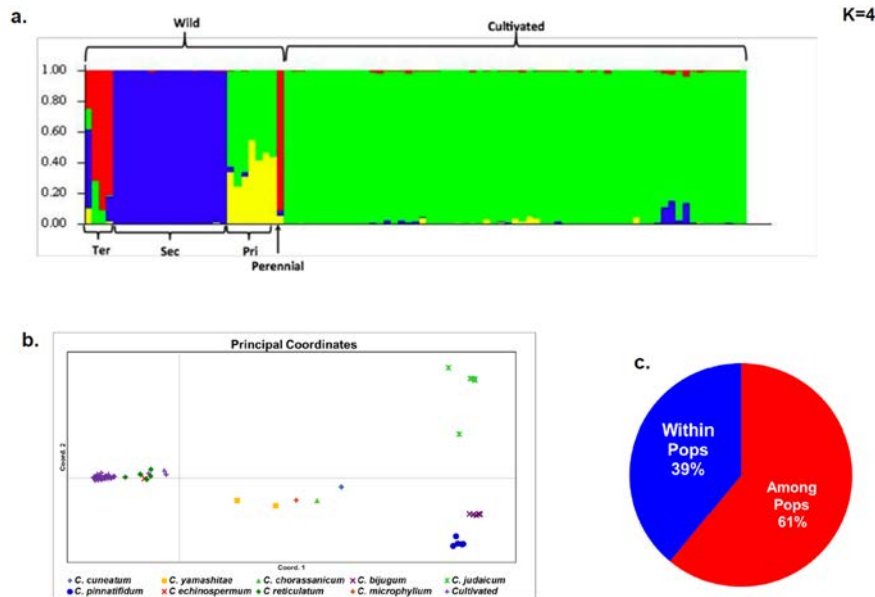 a.
K=4
Wild
Cultivated
1.00
0.80
0.60
0.40
0.20
0.00
Ter
Sec
Pri
Perennial
b.
Principal Coordinates
Coord. 2
Coord. 1
C. cuneatum
C. yamashitae
C. chorassanicum
C. bijugum
C. judaicum
C. pinnatifidum
C echinospermum
C. reticulatum
C. microphyllum
Cultivated
c.
Within
Pops
39%
Among
Pops
61%